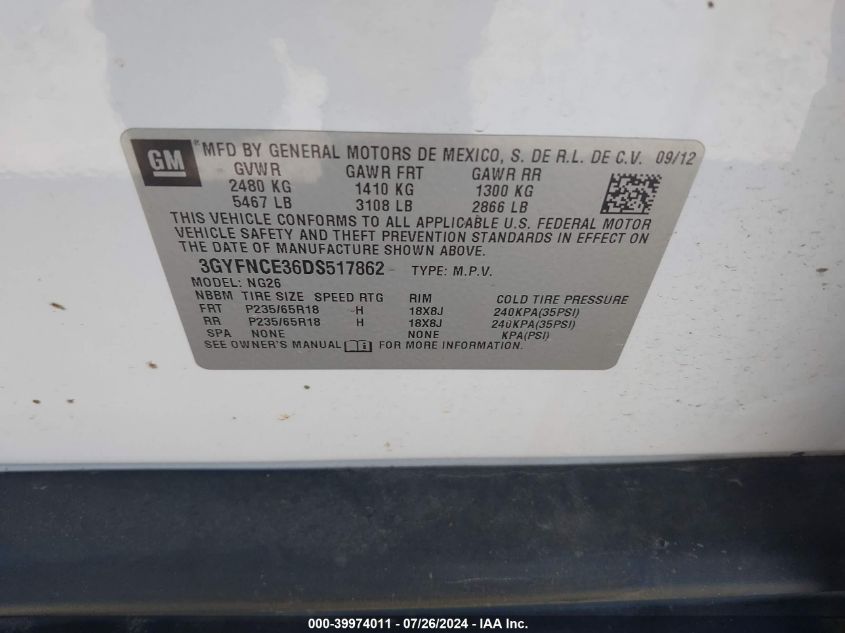 GM ® MFD BY GENERAL MOTORS DE MEXICO, S. DE R.L. DE C.V. 09/12
GVWR GAWR FRT GAWR RR
2480 KG 1410 KG 1300 KG
5467 LB 3108 LB 2866 LB
THIS VEHICLE CONFORMS TO ALL APPLICABLE U.S. FEDERAL MOTOR
VEHICLE SAFETY AND THEFT PREVENTION STANDARDS IN EFFECT ON
THE DATE OF MANUFACTURE SHOWN ABOVE.
3GYFNCE36DS517862 TYPE: M.P.V.
MODEL: NG26
NBBM TIRE SIZE SPEED RTG RIM COLD TIRE PRESSURE
FRT P235/65R18 H 18X8J 240KPA(35PSI)
RR P235/65R18 H 18X8J 240KPA(35PSI)
SPA NONE NONE KPA(PSI)
SEE OWNER'S MANUAL FOR MORE INFORMATION.
000-39974011 - 07/26/2024 - IAA Inc.